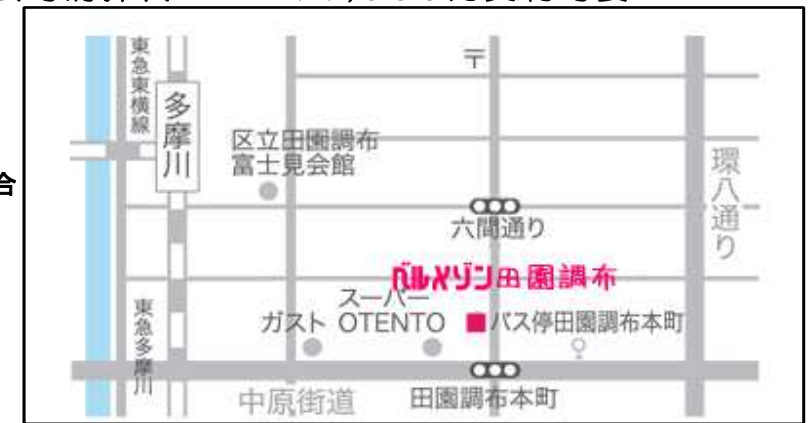 東急東横線
多摩川
〒
区立田園調布
富士見会館
環八通り
合
六間通り
ベルメゾン田園調布
スーパー
ガスト OTENTO
バス停田園調布本町
東急多摩川
中原街道
田園調布本町